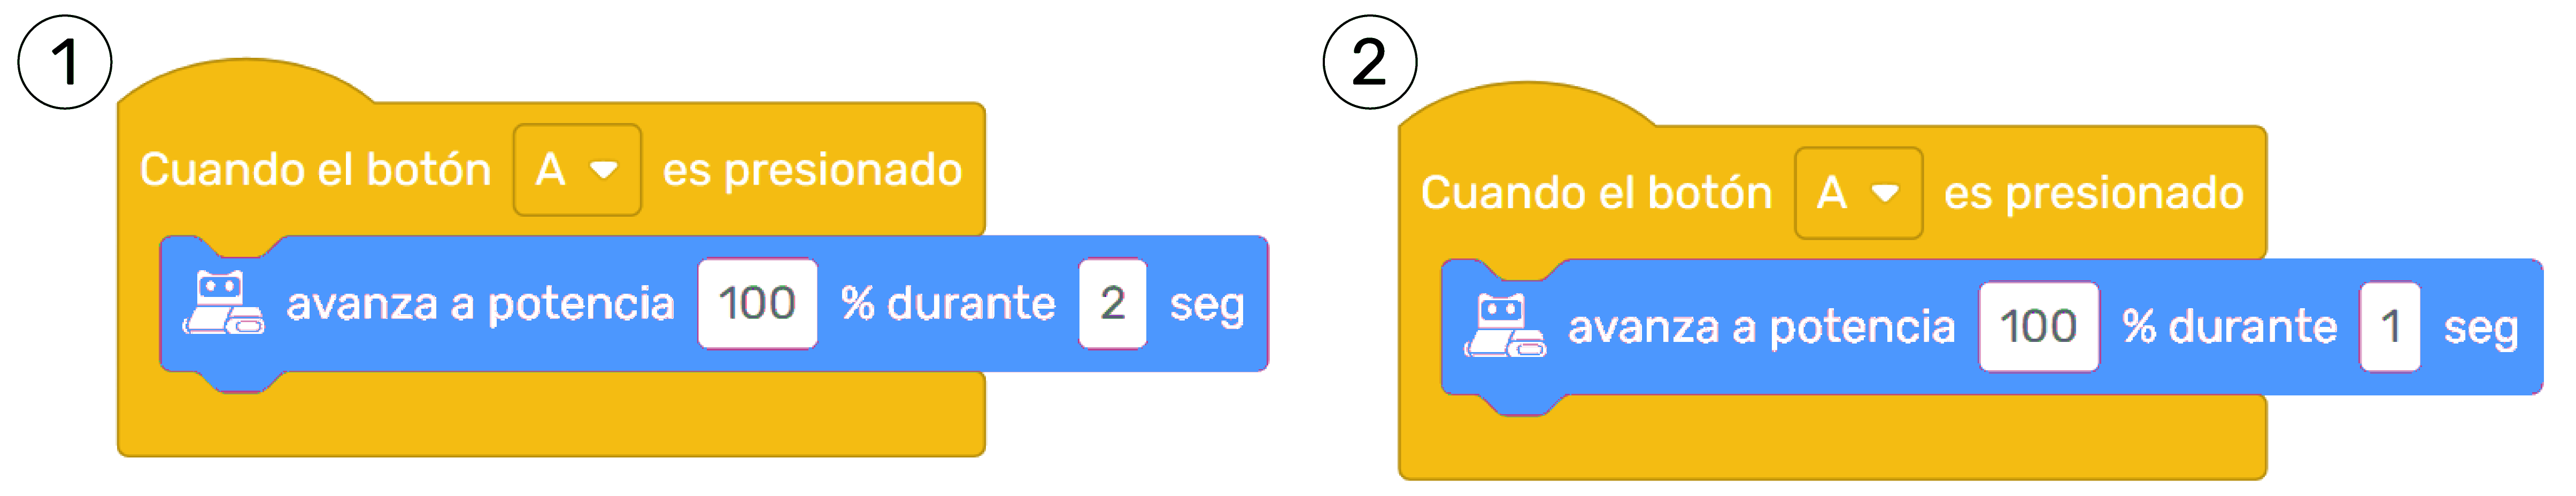 1
Cuando el botón A es presionado
avanza a potencia 100 % durante 2 seg
2
Cuando el botón A es presionado
avanza a potencia 100 % durante 1 seg